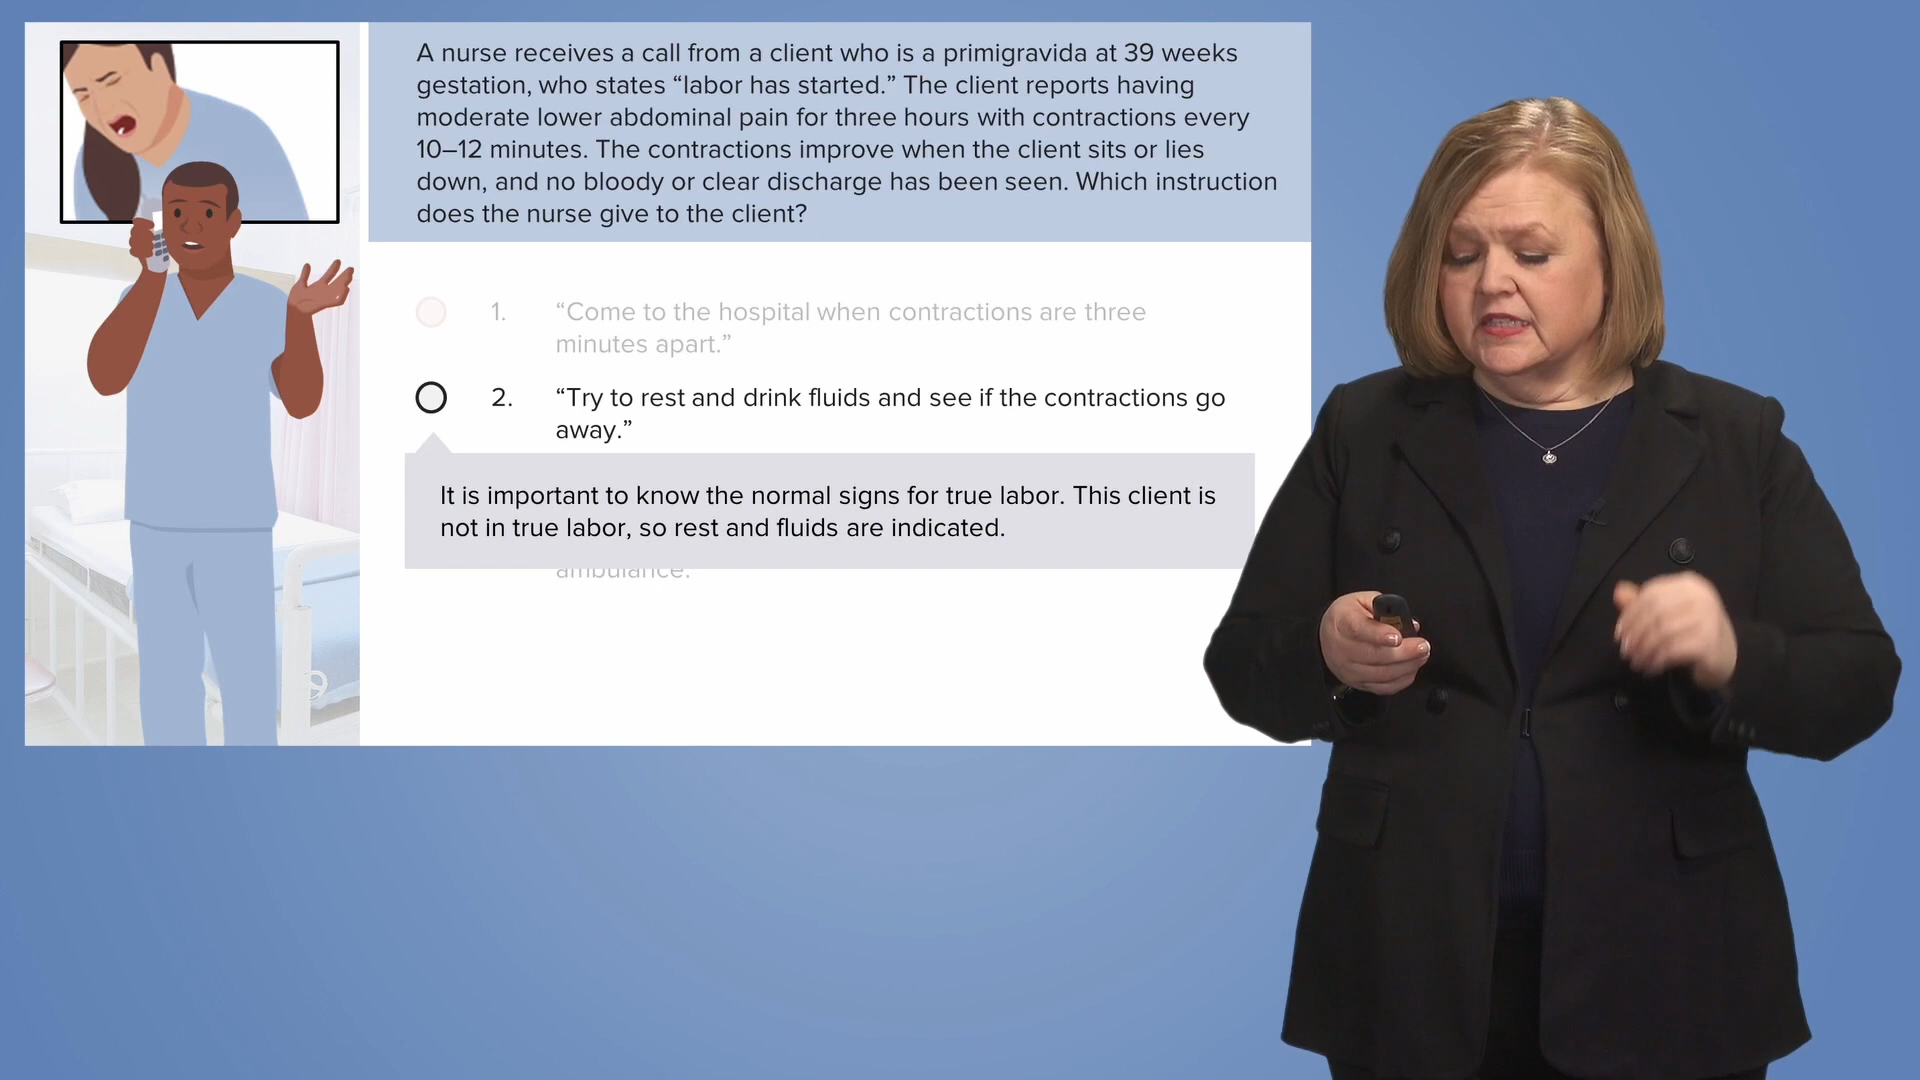 A nurse receives a call from a client who is a primigravida at 39 weeks
gestation, who states “labor has started.” The client reports having
moderate lower abdominal pain for three hours with contractions every
10–12 minutes. The contractions improve when the client sits or lies
down, and no bloody or clear discharge has been seen. Which instruction
does the nurse give to the client?
1. “Come to the hospital when contractions are three
minutes apart.”
2. “Try to rest and drink fluids and see if the contractions go
away.”
It is important to know the normal signs for true labor. This client is
not in true labor, so rest and fluids are indicated.
ambulance.